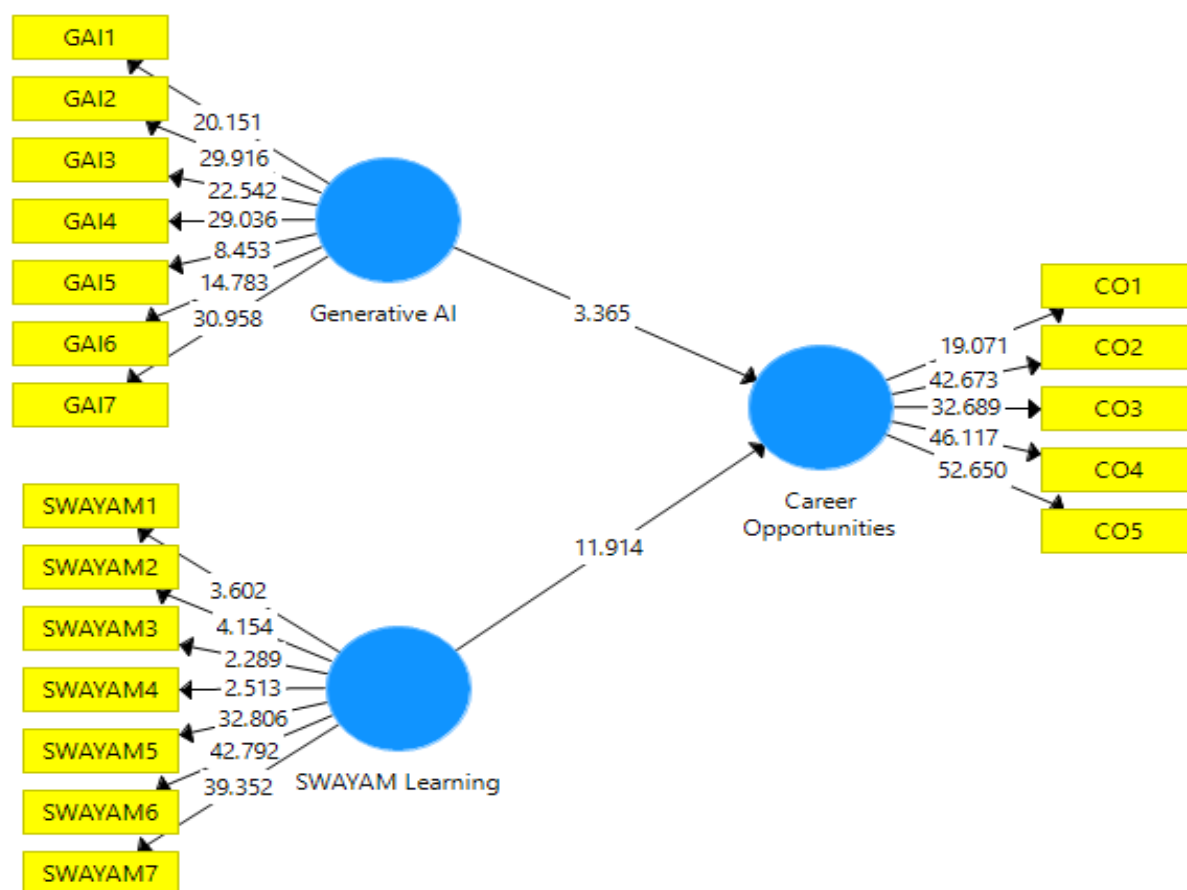 GAI1
GAI2
GAI3
GAI4
GAI5
GAI6
GAI7
20.151
29.916
22.542
29.036
8.453
14.783
30.958
Generative AI
3.365
SWAYAM1
SWAYAM2
SWAYAM3
SWAYAM4
SWAYAM5
SWAYAM6
SWAYAM7
3.602
4.154
2.289
2.513
32.806
42.792
39.352
SWAYAM Learning
11.914
Career
Opportunities
19.071
42.673
32.689
46.117
52.650
CO1
CO2
CO3
CO4
CO5